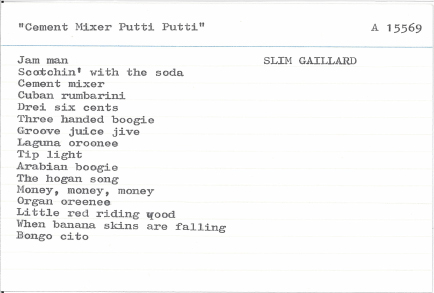 "Cement Mixer Putti Putti" A 15569
Jam man SLIM GAILLARD
Scotchin' with the soda
Cement mixer
Cuban rumbarini
Drei six cents
Three handed boogie
Groove juice jive
Laguna oroonee
Tip light
Arabian boogie
The hogan song
Money, money, money
Organ oreenee
Little red riding wood
When banana skins are falling
Bongo cito